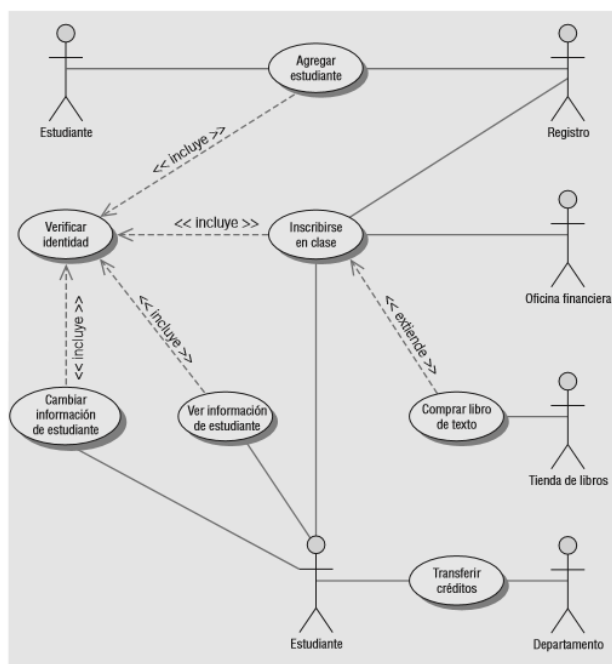 Agregar
estudiante
Estudiante
Registro
<< incluye >>
Verificar
identidad
<< incluye >>
Inscribirse
en clase
Oficina financiera
<< incluye >>
<< incluye >>
<< extiende >>
Cambiar
información
de estudiante
Ver información
de estudiante
Comprar libro
de texto
Tienda de libros
Transferir
créditos
Estudiante
Departamento